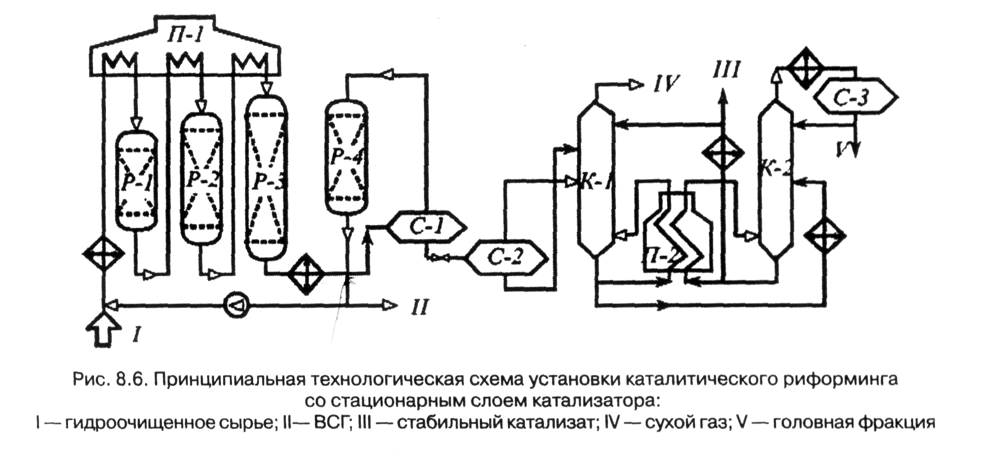 П-1
IV
III
С-3
Р-1
Р-2
Р-3
Р-4
К-1
К-2
V
С-1
С-2
П-2
II
I
Рис. 8.6. Принципиальная технологическая схема установки каталитического риформинга
со стационарным слоем катализатора:
I — гидроочищенное сырье; II— ВСГ; III — стабильный катализат; IV — сухой газ; V — головная фракция